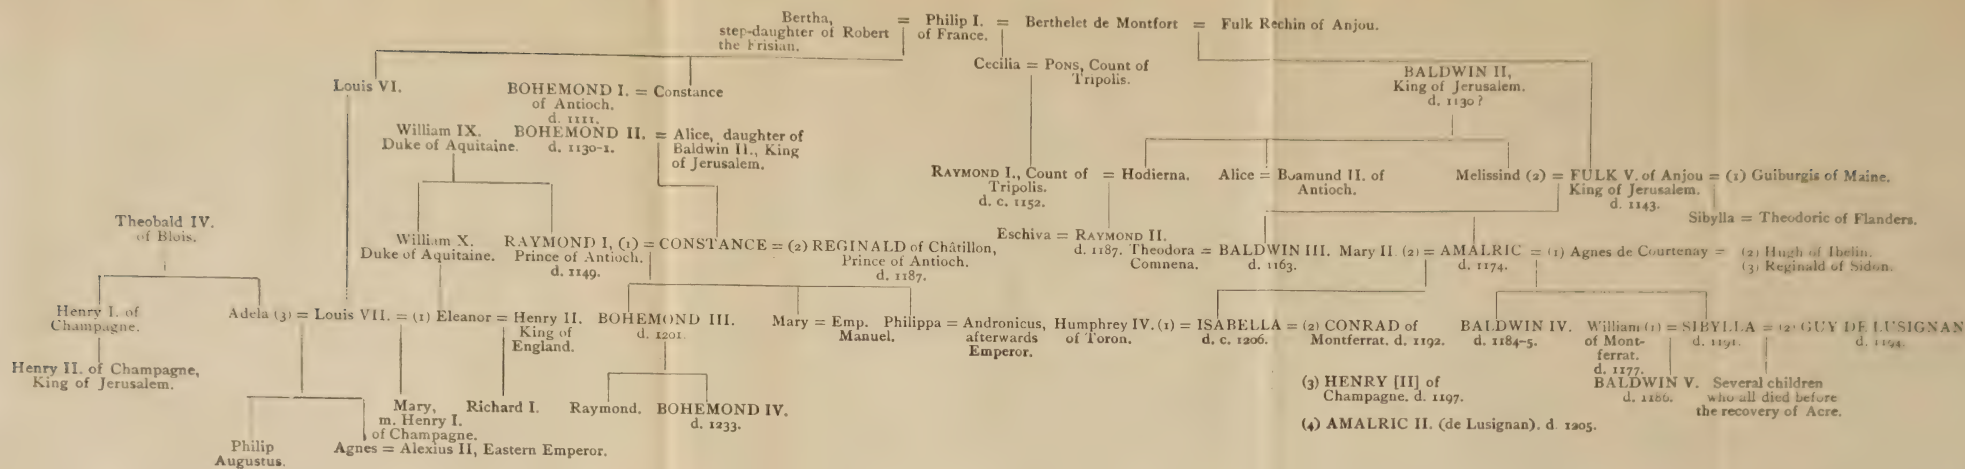 Bertha,
step-daughter of Robert
the Frisian.
= Philip I.
of France.
= Berthelet de Montfort
= Fulk Rechin of Anjou.
Cecilia = PONS, Count of
Tripolis.
Louis VI.
BOHEMOND I. = Constance
of Antioch.
d. 1111.
BALDWIN II,
King of Jerusalem.
d. 1130?
William IX.
Duke of Aquitaine.
BOHEMOND II.
d. 1130-1.
= Alice, daughter of
Baldwin II., King
of Jerusalem.
RAYMOND I., Count of
Tripolis.
d. c. 1152.
= Hodierna.
Alice = Boamund II. of
Antioch.
Melissind (2) = FULK V. of Anjou = (1) Guiburgis of Maine.
King of Jerusalem.
d. 1143.
Sibylla = Theodoric of Flanders.
Theobald IV.
of Blois.
William X.
Duke of Aquitaine.
RAYMOND I, (1) = CONSTANCE = (2) REGINALD of Châtillon,
Prince of Antioch.
d. 1149.
Prince of Antioch.
d. 1187.
Eschiva = RAYMOND II.
d. 1187.
Theodora = BALDWIN III.
Comnena.
d. 1163.
Mary II. (2) = AMALRIC = (1) Agnes de Courtenay =
d. 1174.
(2) Hugh of Ibelin.
(3) Reginald of Sidon.
Henry I. of
Champagne.
Adela (3) = Louis VII. = (1) Eleanor = Henry II.
King of
England.
BOHEMOND III.
d. 1201.
Mary = Emp.
Manuel.
Philippa = Andronicus,
afterwards
Emperor.
Humphrey IV. (1) = ISABELLA = (2) CONRAD of
of Toron.
d. c. 1206.
Montferrat. d. 1192.
BALDWIN IV.
d. 1184-5.
William (1) = SIBYLLA = (2) GUY DE LUSIGNAN
of Mont-
ferrat.
d. 1177.
d. 1191.
d. 1194.
Henry II. of Champagne,
King of Jerusalem.
(3) HENRY [II] of
Champagne. d. 1197.
BALDWIN V.
d. 1186.
Several children
who all died before
the recovery of Acre.
Mary,
m. Henry I.
of Champagne.
Richard I.
Raymond.
BOHEMOND IV.
d. 1233.
(4) AMALRIC II. (de Lusignan). d. 1205.
Philip
Augustus.
Agnes = Alexius II, Eastern Emperor.